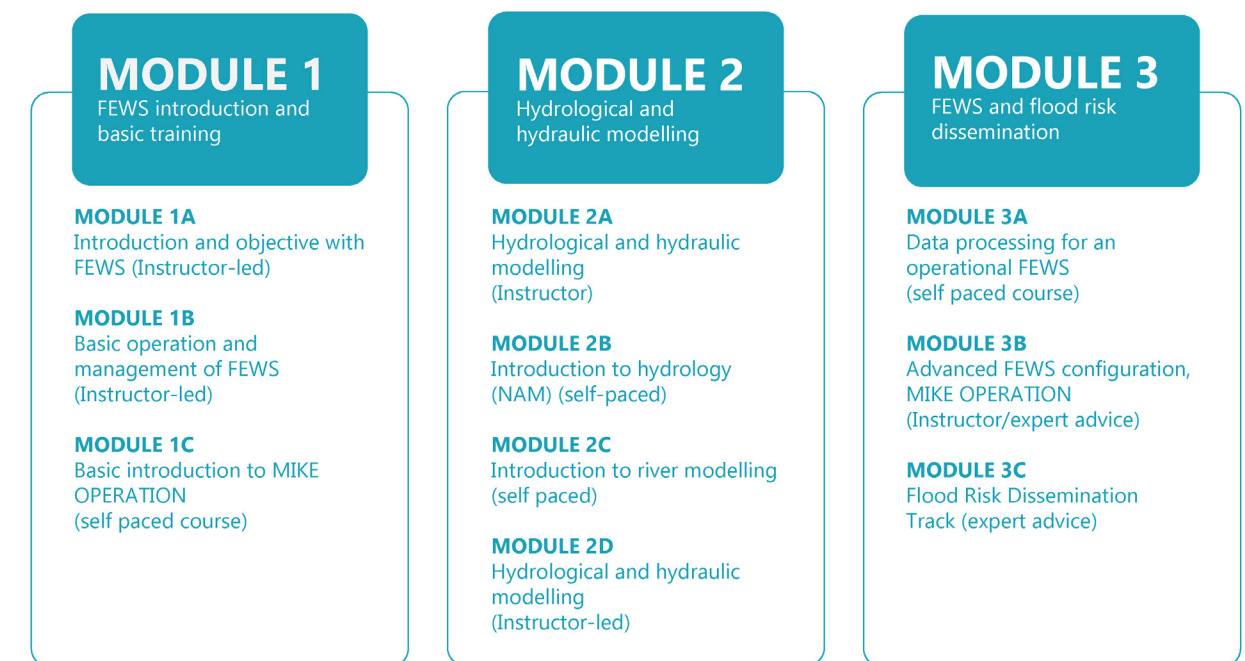 MODULE 1
FEWS introduction and
basic training
MODULE 1A
Introduction and objective with
FEWS (Instructor-led)
MODULE 1B
Basic operation and
management of FEWS
(Instructor-led)
MODULE 1C
Basic introduction to MIKE
OPERATION
(self paced course)
MODULE 2
Hydrological and
hydraulic modelling
MODULE 2A
Hydrological and hydraulic
modelling
(Instructor)
MODULE 2B
Introduction to hydrology
(NAM) (self-paced)
MODULE 2C
Introduction to river modelling
(self paced)
MODULE 2D
Hydrological and hydraulic
modelling
(Instructor-led)
MODULE 3
FEWS and flood risk
dissemination
MODULE 3A
Data processing for an
operational FEWS
(self paced course)
MODULE 3B
Advanced FEWS configuration,
MIKE OPERATION
(Instructor/expert advice)
MODULE 3C
Flood Risk Dissemination
Track (expert advice)